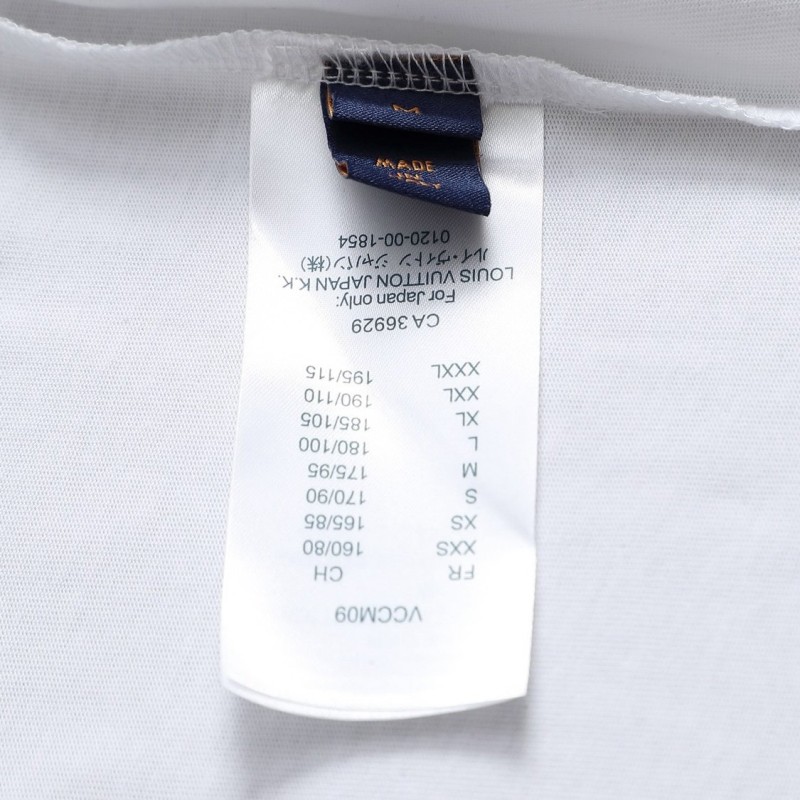 M
MADE
IN
ITALY
VCCM09
FR CH
XXS 160/80
XS 165/85
S 170/90
M 175/95
L 180/100
XL 185/105
XXL 190/110
XXXL 195/115
CA 36929
For Japan only:
LOUIS VUITTON JAPAN K.K.
ルイ・ヴィトン ジャパン(株)
0120-00-1854